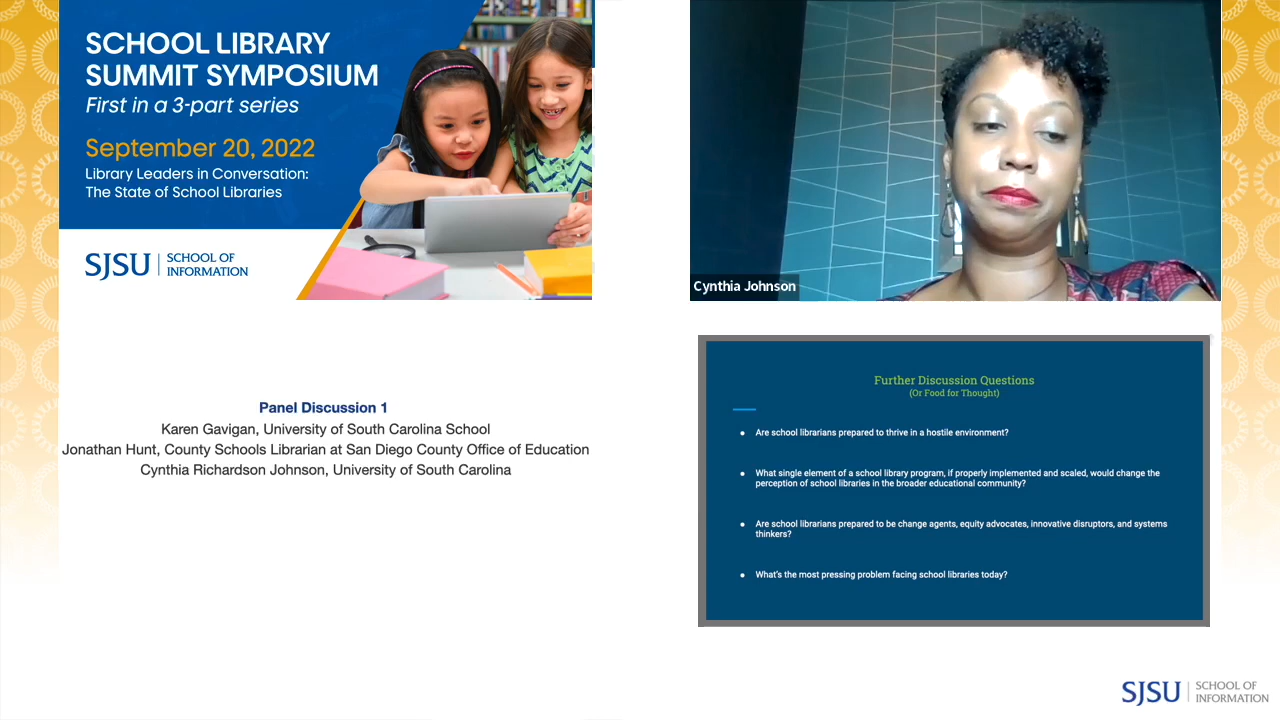 SCHOOL LIBRARY
SUMMIT SYMPOSIUM
First in a 3-part series
September 20, 2022
Library Leaders in Conversation:
The State of School Libraries
SJSU | SCHOOL OF
INFORMATION
Panel Discussion 1
Karen Gavigan, University of South Carolina School
Jonathan Hunt, County Schools Librarian at San Diego County Office of Education
Cynthia Richardson Johnson, University of South Carolina
Cynthia Johnson
Further Discussion Questions
(Or Food for Thought)
● Are school librarians prepared to thrive in a hostile environment?
● What single element of a school library program, if properly implemented and scaled, would change the
perception of school libraries in the broader educational community?
● Are school librarians prepared to be change agents, equity advocates, innovative disruptors, and systems
thinkers?
● What's the most pressing problem facing school libraries today?
SJSU | SCHOOL OF
INFORMATION